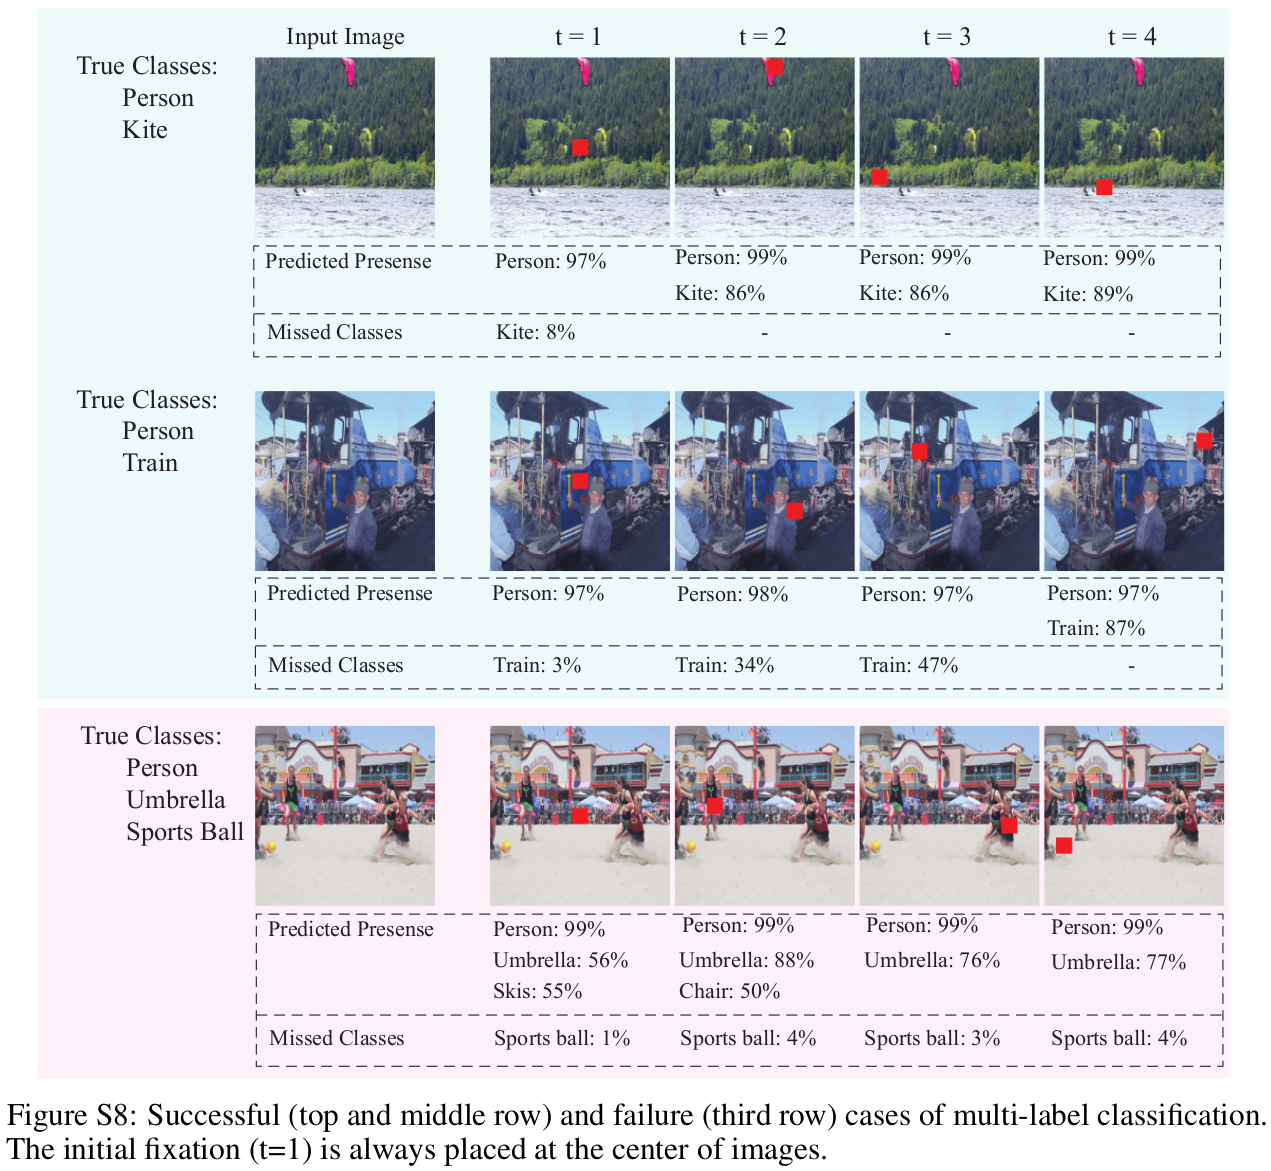 Input Image t = 1 t = 2 t = 3 t = 4
True Classes:
Person
Kite
Predicted Presense Person: 97% Person: 99% Person: 99% Person: 99%
Kite: 86% Kite: 86% Kite: 89%
Missed Classes Kite: 8% - - -
True Classes:
Person
Train
Predicted Presense Person: 97% Person: 98% Person: 97% Person: 97%
Train: 87%
Missed Classes Train: 3% Train: 34% Train: 47% -
True Classes:
Person
Umbrella
Sports Ball
Predicted Presense Person: 99% Person: 99% Person: 99% Person: 99%
Umbrella: 56% Umbrella: 88% Umbrella: 76% Umbrella: 77%
Skis: 55% Chair: 50%
Missed Classes Sports ball: 1% Sports ball: 4% Sports ball: 3% Sports ball: 4%
Figure S8: Successful (top and middle row) and failure (third row) cases of multi-label classification.
The initial fixation (t=1) is always placed at the center of images.